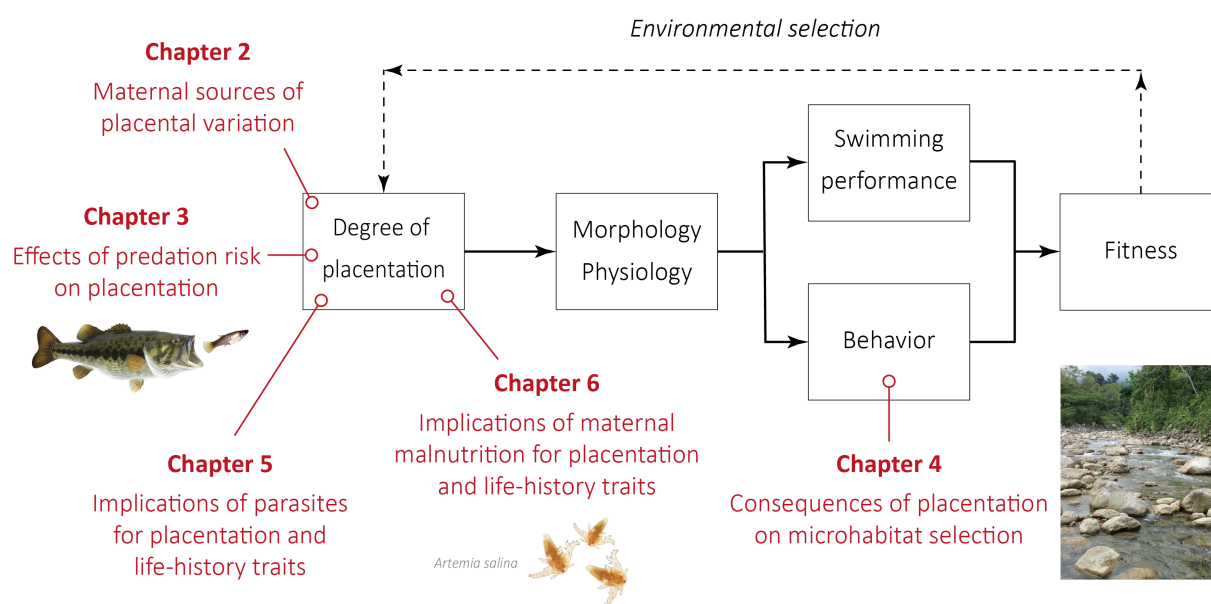 Environmental selection
Chapter 2
Maternal sources of
placental variation
Chapter 3
Effects of predation risk
on placentation
Degree of
placentation
Morphology
Physiology
Swimming
performance
Behavior
Fitness
Chapter 5
Implications of parasites
for placentation and
life-history traits
Chapter 6
Implications of maternal
malnutrition for placentation
and life-history traits
Artemia salina
Chapter 4
Consequences of placentation
on microhabitat selection